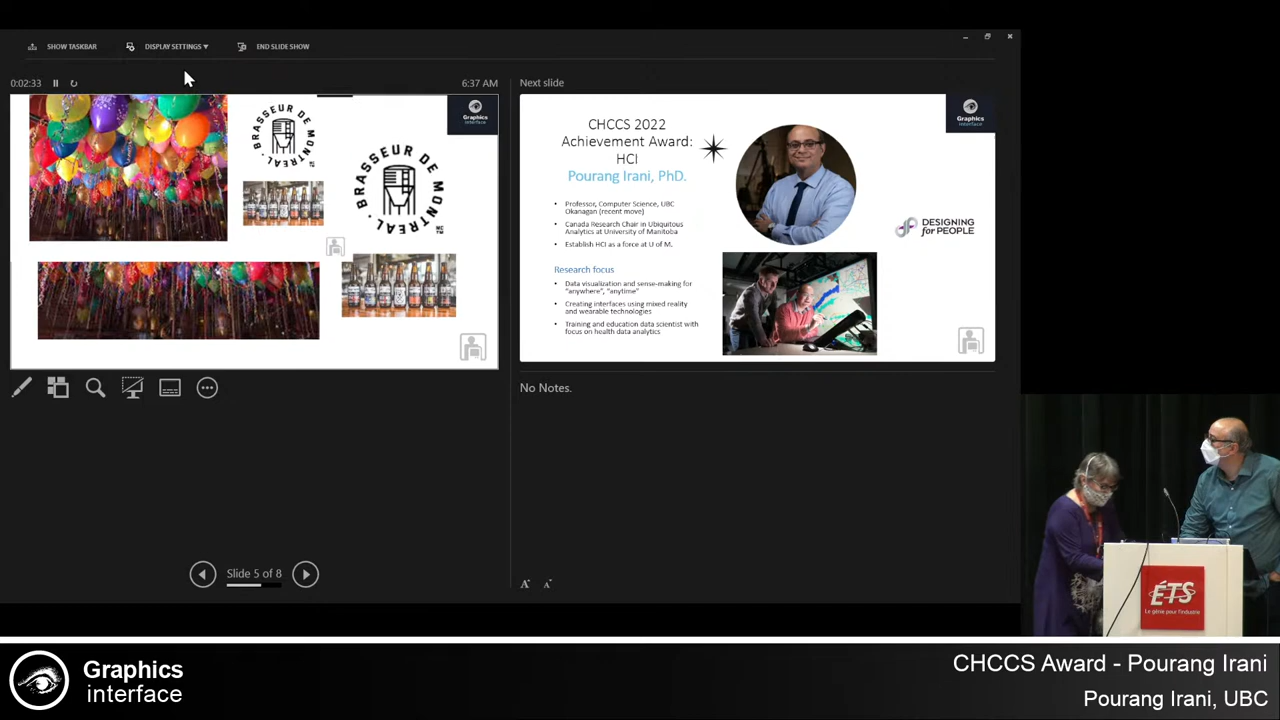 SHOW TASKBAR
DISPLAY SETTINGS ▾
END SLIDE SHOW
0:02:33
6:37 AM
Next slide
BRASSEUR DE MONTREAL
BRASSEUR DE MONTREAL
MC
TM
Graphics
interface
CHCCS 2022
Achievement Award:
HCI
Pourang Irani, PhD.
• Professor, Computer Science, UBC
Okanagan (recent move)
• Canada Research Chair in Ubiquitous
Analytics at University of Manitoba
• Establish HCI as a force at U of M.
Research focus
• Data visualization and sense-making for
"anywhere", "anytime"
• Creating interfaces using mixed reality
and wearable technologies
• Training and education data scientist with
focus on health data analytics
Graphics
interface
DESIGNING
for PEOPLE
No Notes.
Slide 5 of 8
A A
ÉTS
Le génie pour l'industrie
Graphics
interface
CHCCS Award - Pourang Irani
Pourang Irani, UBC